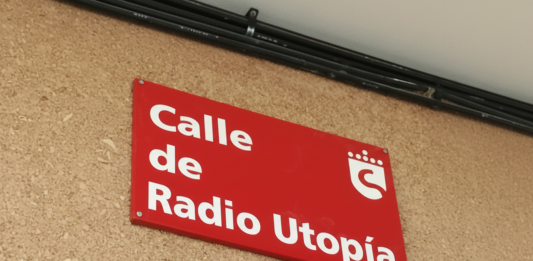 Calle
de
Radio Utopía